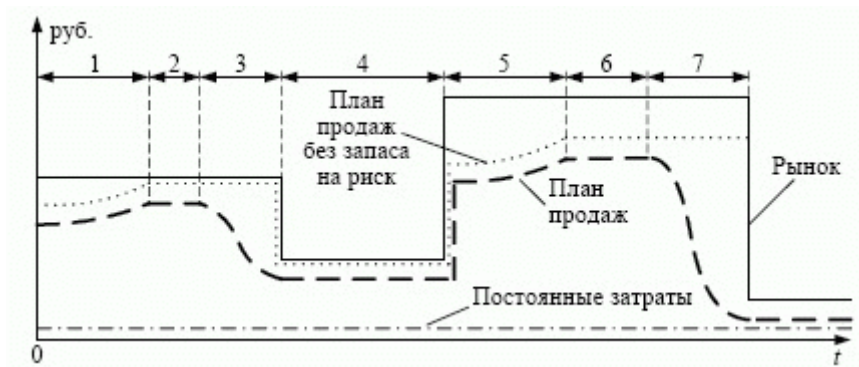 руб.
1 2 3 4 5 6 7
План
продаж
без запаса
на риск
План
продаж
Рынок
Постоянные затраты
0 t